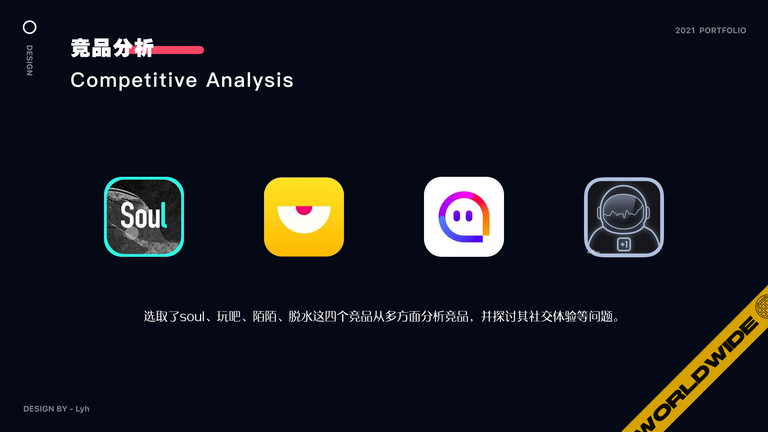 DESIGN
竞品分析
Competitive Analysis
2021 PORTFOLIO
Soul
+1
选取了soul、玩吧、陌陌、脱水这四个竞品从多方面分析竞品，并探讨其社交体验等问题。
WORLDWIDE
DESIGN BY - Lyh